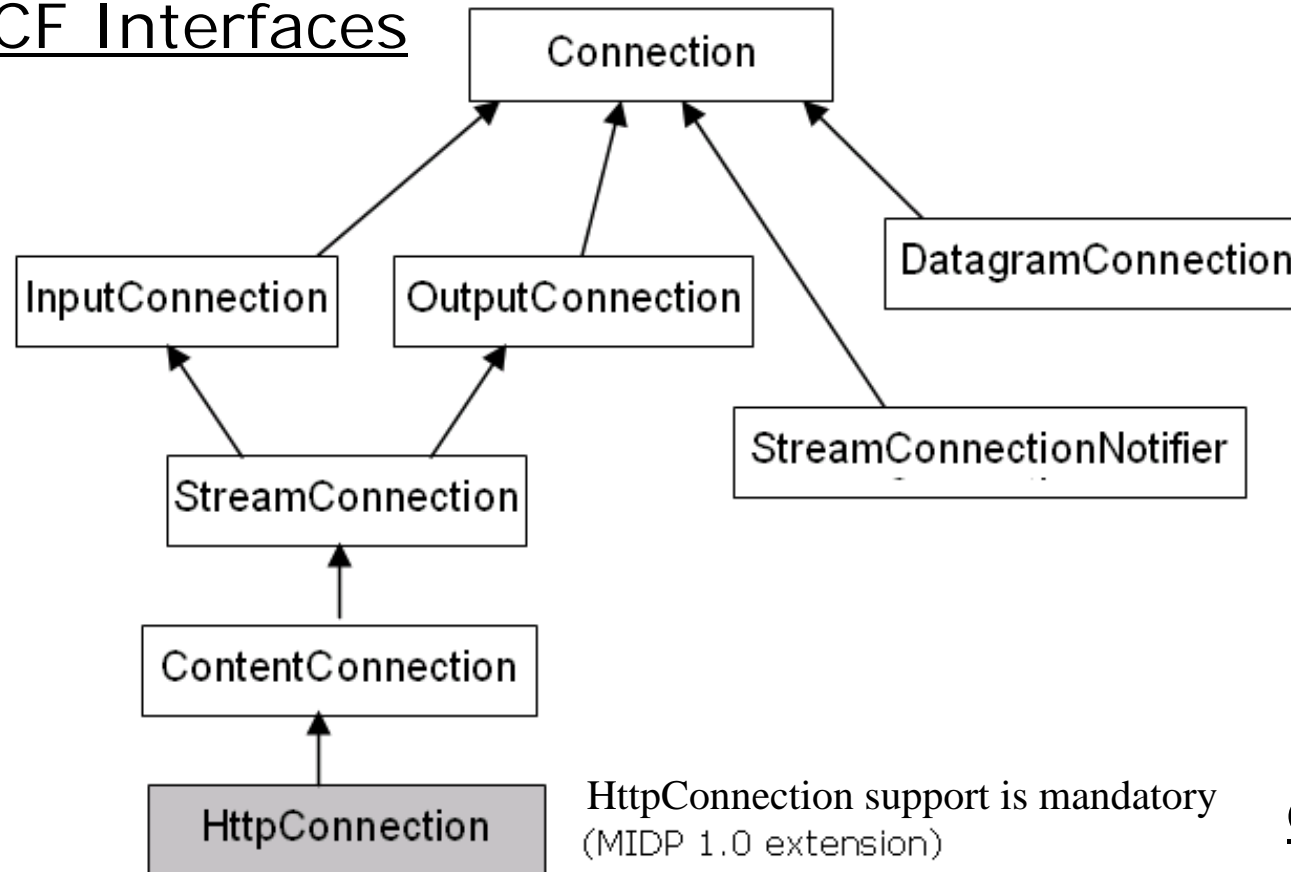 CF Interfaces
Connection
DatagramConnection
InputConnection
OutputConnection
StreamConnectionNotifier
StreamConnection
ContentConnection
HttpConnection
HttpConnection support is mandatory
(MIDP 1.0 extension)